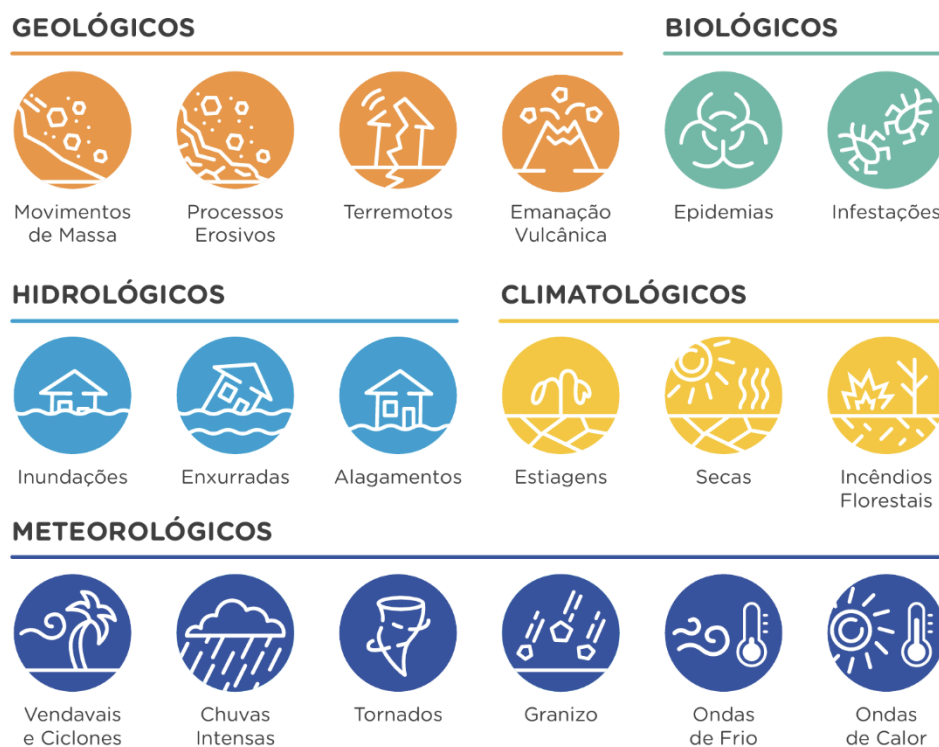 GEOLÓGICOS
BIOLÓGICOS
Movimentos
de Massa
Processos
Erosivos
Terremotos
Emanação
Vulcânica
Epidemias
Infestações
HIDROLÓGICOS
CLIMATOLÓGICOS
Inundações
Enxurradas
Alagamentos
Estiagens
Secas
Incêndios
Florestais
METEOROLÓGICOS
Vendavais
e Ciclones
Chuvas
Intensas
Tornados
Granizo
Ondas
de Frio
Ondas
de Calor